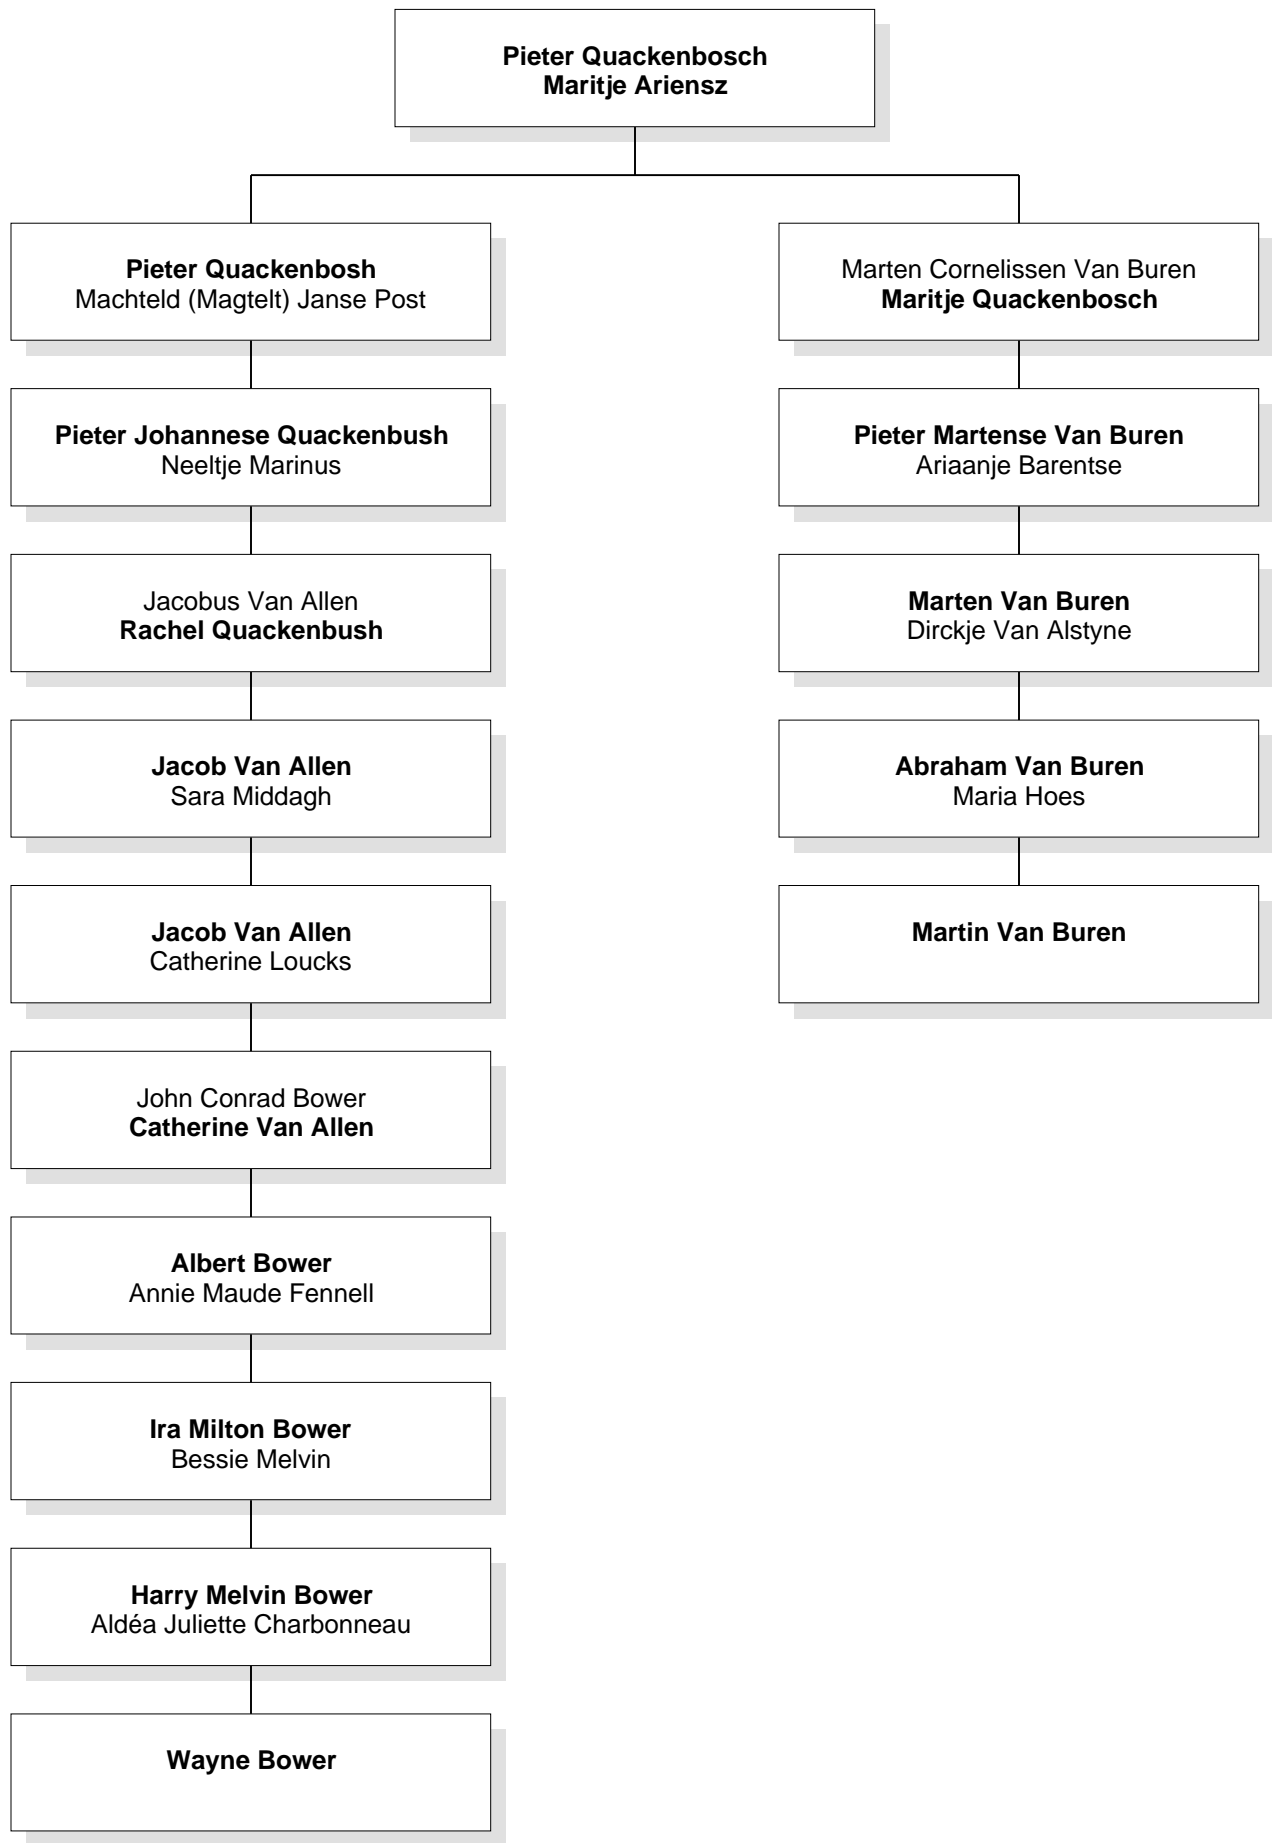 Pieter Quackenbosch
Maritje Ariensz
Pieter Quackenbosh
Machteld (Magtelt) Janse Post
Marten Cornelissen Van Buren
Maritje Quackenbosch
Pieter Johannese Quackenbush
Neeltje Marinus
Pieter Martense Van Buren
Ariaanje Barentse
Jacobus Van Allen
Rachel Quackenbush
Marten Van Buren
Dirckje Van Alstyne
Jacob Van Allen
Sara Middagh
Abraham Van Buren
Maria Hoes
Jacob Van Allen
Catherine Loucks
Martin Van Buren
John Conrad Bower
Catherine Van Allen
Albert Bower
Annie Maude Fennell
Ira Milton Bower
Bessie Melvin
Harry Melvin Bower
Aldéa Juliette Charbonneau
Wayne Bower